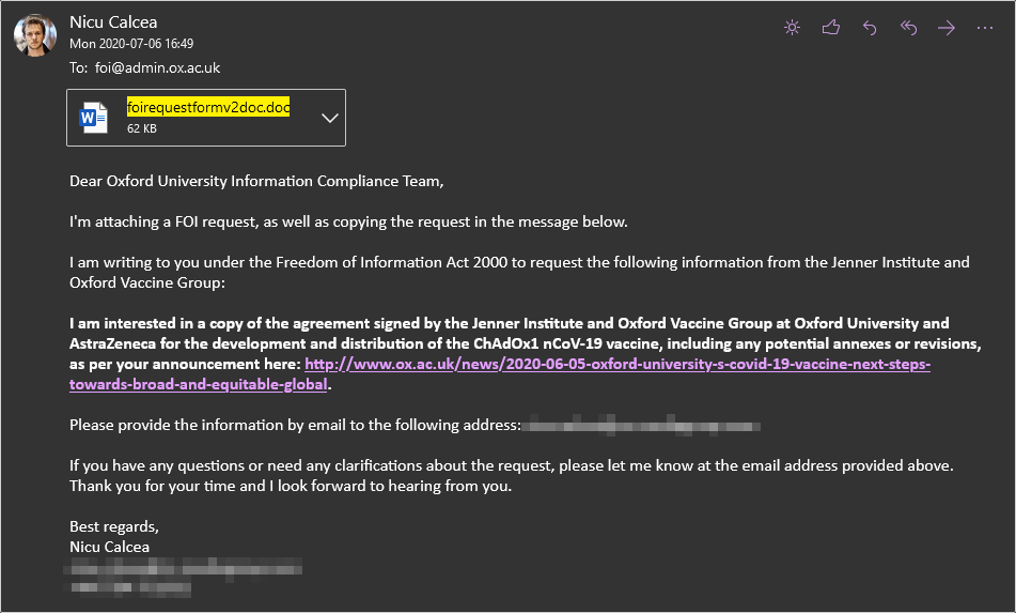 Nicu Calcea
Mon 2020-07-06 16:49
To: foi@admin.ox.ac.uk
W
foirequestformv2doc.doc
62 KB
Dear Oxford University Information Compliance Team,
I'm attaching a FOI request, as well as copying the request in the message below.
I am writing to you under the Freedom of Information Act 2000 to request the following information from the Jenner Institute and
Oxford Vaccine Group:
I am interested in a copy of the agreement signed by the Jenner Institute and Oxford Vaccine Group at Oxford University and
AstraZeneca for the development and distribution of the ChAdOx1 nCoV-19 vaccine, including any potential annexes or revisions,
as per your announcement here: http://www.ox.ac.uk/news/2020-06-05-oxford-university-s-covid-19-vaccine-next-steps-
towards-broad-and-equitable-global.
Please provide the information by email to the following address:
If you have any questions or need any clarifications about the request, please let me know at the email address provided above.
Thank you for your time and I look forward to hearing from you.
Best regards,
Nicu Calcea